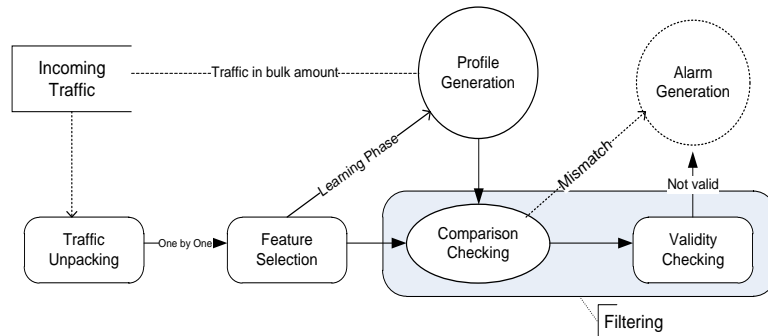 Incoming
Traffic
Traffic in bulk amount
Profile
Generation
Alarm
Generation
Learning Phase
Mismatch
Not valid
Traffic
Unpacking
One by One
Feature
Selection
Comparison
Checking
Validity
Checking
Filtering